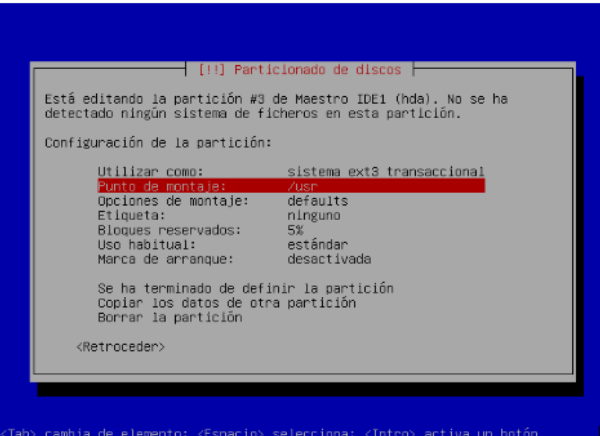 [!!] Particionado de discos
Está editando la partición #3 de Maestro IDE1 (hda). No se ha
detectado ningún sistema de ficheros en esta partición.
Configuración de la partición:
Utilizar como: sistema ext3 transaccional
Punto de montaje: /usr
Opciones de montaje: defaults
Etiqueta: ninguno
Bloques reservados: 5%
Uso habitual: estándar
Marca de arranque: desactivada
Se ha terminado de definir la partición
Copiar los datos de otra partición
Borrar la partición
<Retroceder>
<Tab> cambia de elemento; <Espacio> selecciona; <Intro> activa un botón